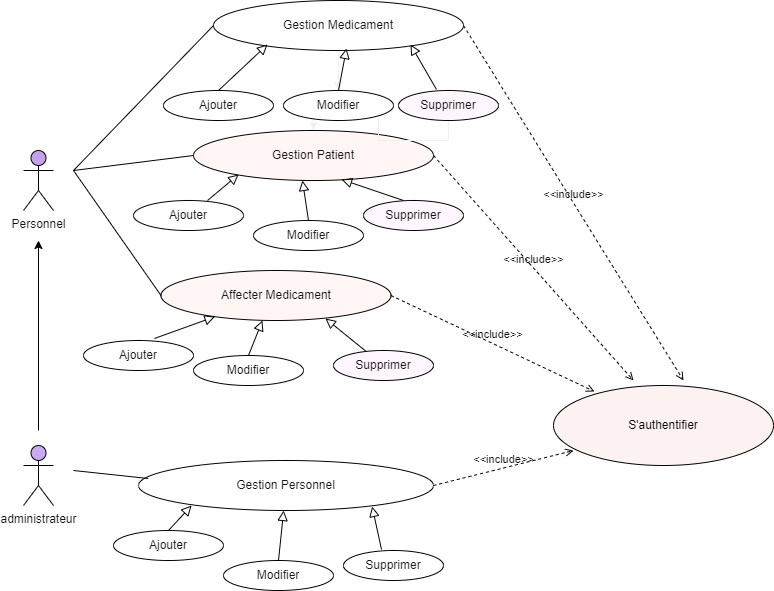 Gestion Medicament
Ajouter
Modifier
Supprimer
Gestion Patient
Personnel
<<include>>
Ajouter
Modifier
Supprimer
<<include>>
Affecter Medicament
<<include>>
Ajouter
Modifier
Supprimer
S'authentifier
<<include>>
Gestion Personnel
administrateur
Ajouter
Modifier
Supprimer